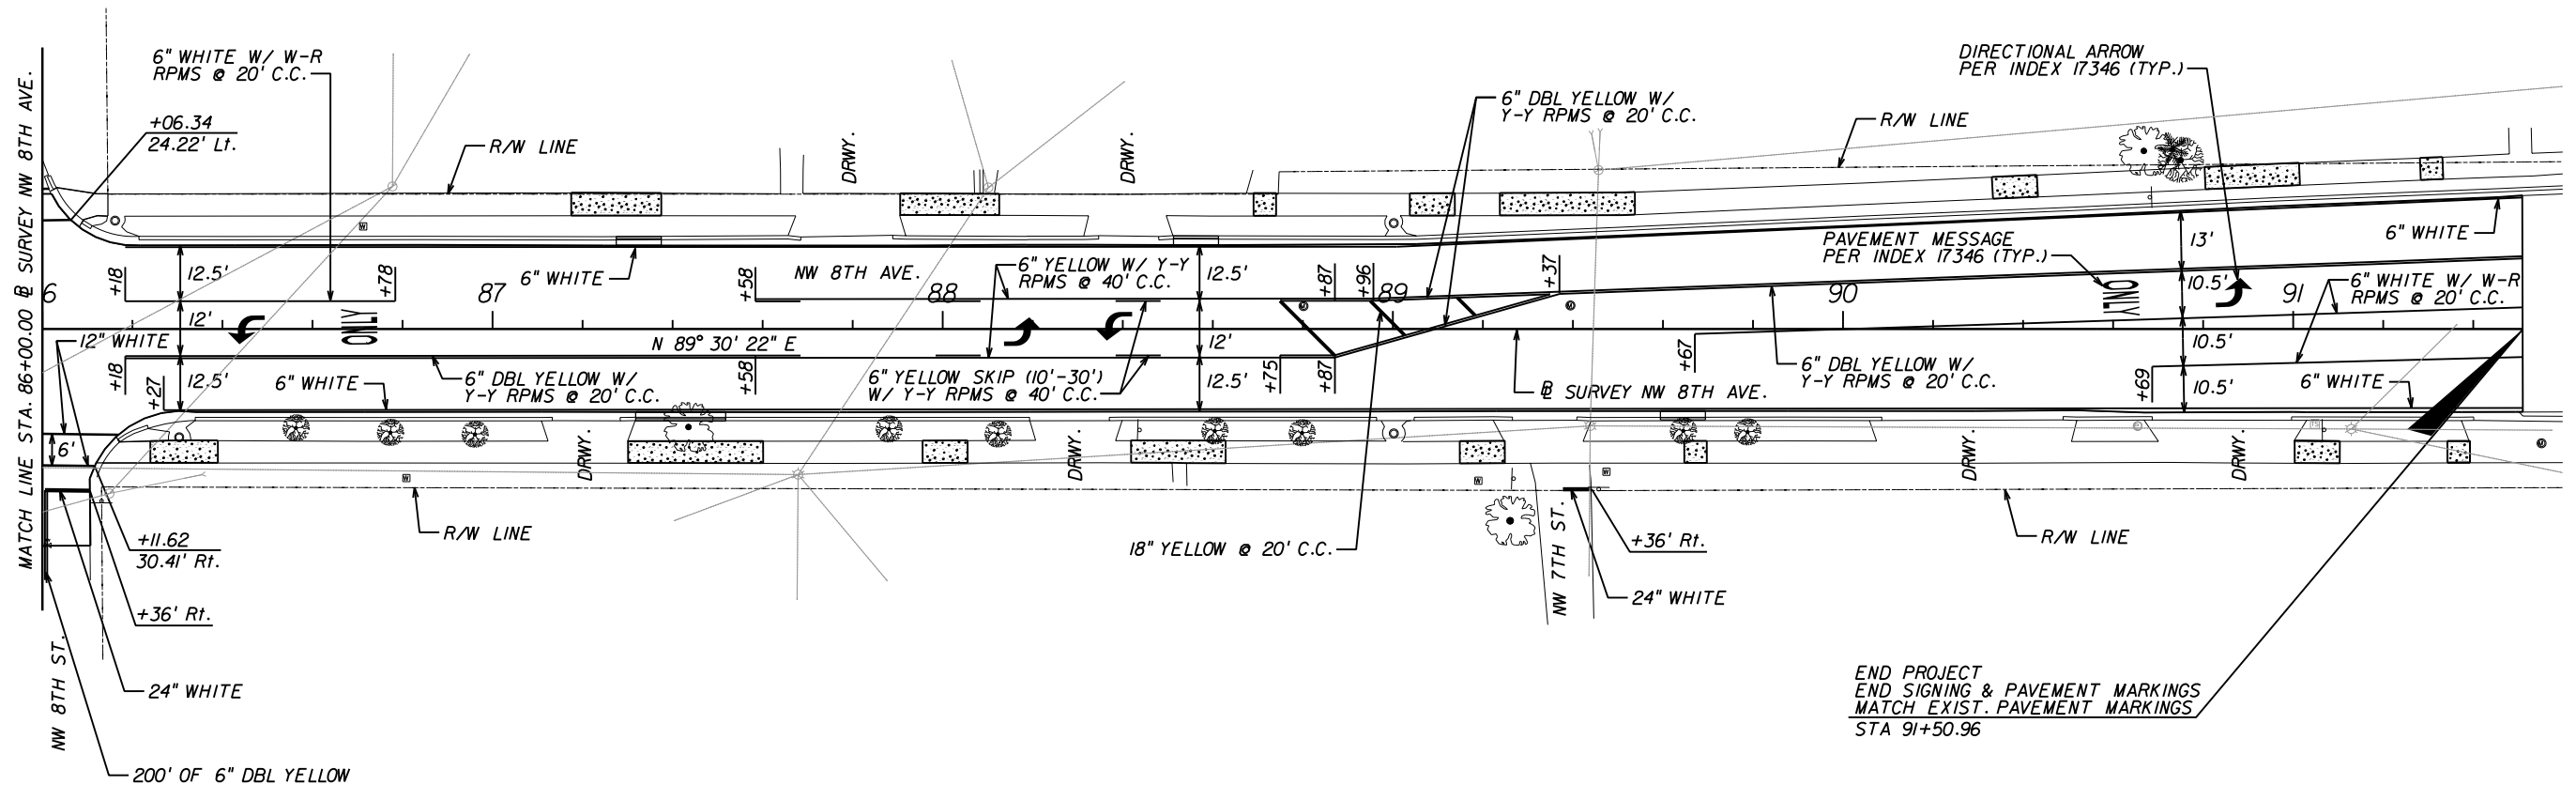 MATCH LINE STA. 86+00.00 ℄ SURVEY NW 8TH AVE.
6" WHITE W/ W-R
RPMS @ 20' C.C.
+06.34
24.22' Lt.
R/W LINE
DRWY.
DRWY.
6" DBL YELLOW W/
Y-Y RPMS @ 20' C.C.
R/W LINE
DIRECTIONAL ARROW
PER INDEX 17346 (TYP.)
6
+18
12.5'
+78
87
6" WHITE
+58
NW 8TH AVE.
88
6" YELLOW W/ Y-Y
RPMS @ 40' C.C.
12.5'
+87
+96
89
+37
PAVEMENT MESSAGE
PER INDEX 17346 (TYP.)
90
ONLY
13'
10.5'
6" WHITE
91
6" WHITE W/ W-R
RPMS @ 20' C.C.
12'
ONLY
N 89° 30' 22" E
12'
12" WHITE
+18
+27
12.5'
6" WHITE
6" DBL YELLOW W/
Y-Y RPMS @ 20' C.C.
+58
6" YELLOW SKIP (10'-30')
W/ Y-Y RPMS @ 40' C.C.
12.5'
+75
+87
℄ SURVEY NW 8TH AVE.
+67
6" DBL YELLOW W/
Y-Y RPMS @ 20' C.C.
+69
10.5'
10.5'
6" WHITE
6'
DRWY.
DRWY.
DRWY.
DRWY.
W
W
W
W
R/W LINE
+11.62
30.41' Rt.
+36' Rt.
18" YELLOW @ 20' C.C.
NW 7TH ST.
+36' Rt.
24" WHITE
R/W LINE
NW 8TH ST.
24" WHITE
200' OF 6" DBL YELLOW
END PROJECT
END SIGNING & PAVEMENT MARKINGS
MATCH EXIST. PAVEMENT MARKINGS
STA 91+50.96